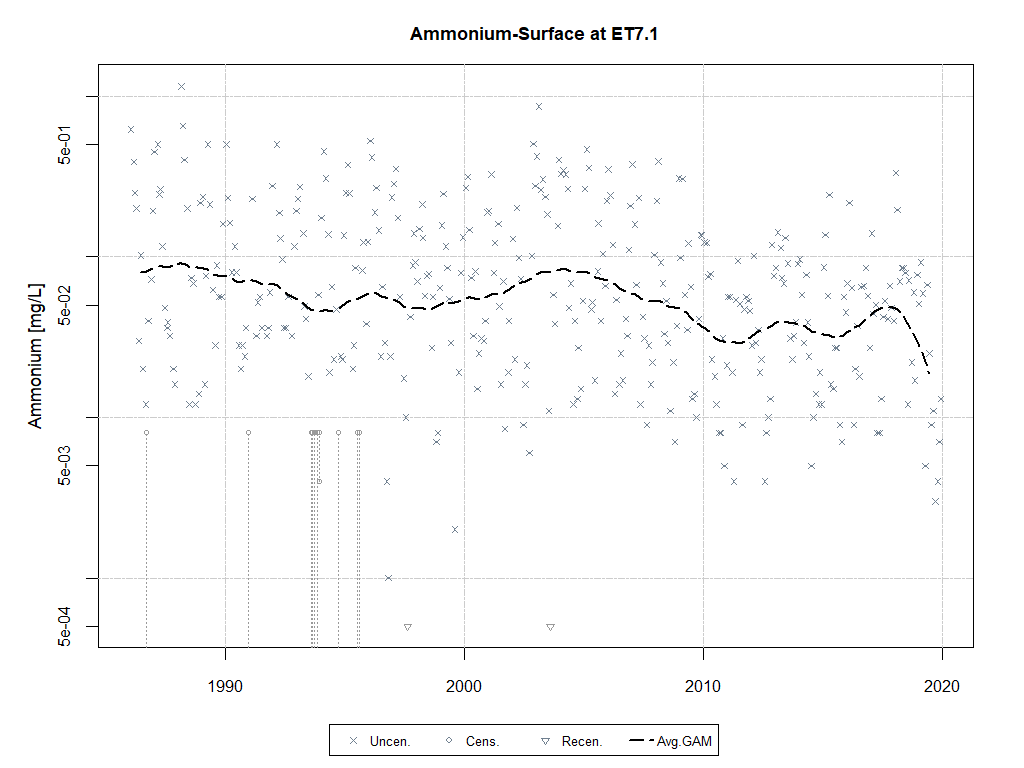 Ammonium-Surface at ET7.1
Ammonium [mg/L]
5e-01
5e-02
5e-03
5e-04
1990 2000 2010 2020
Uncen. Cens. Recen. Avg.GAM